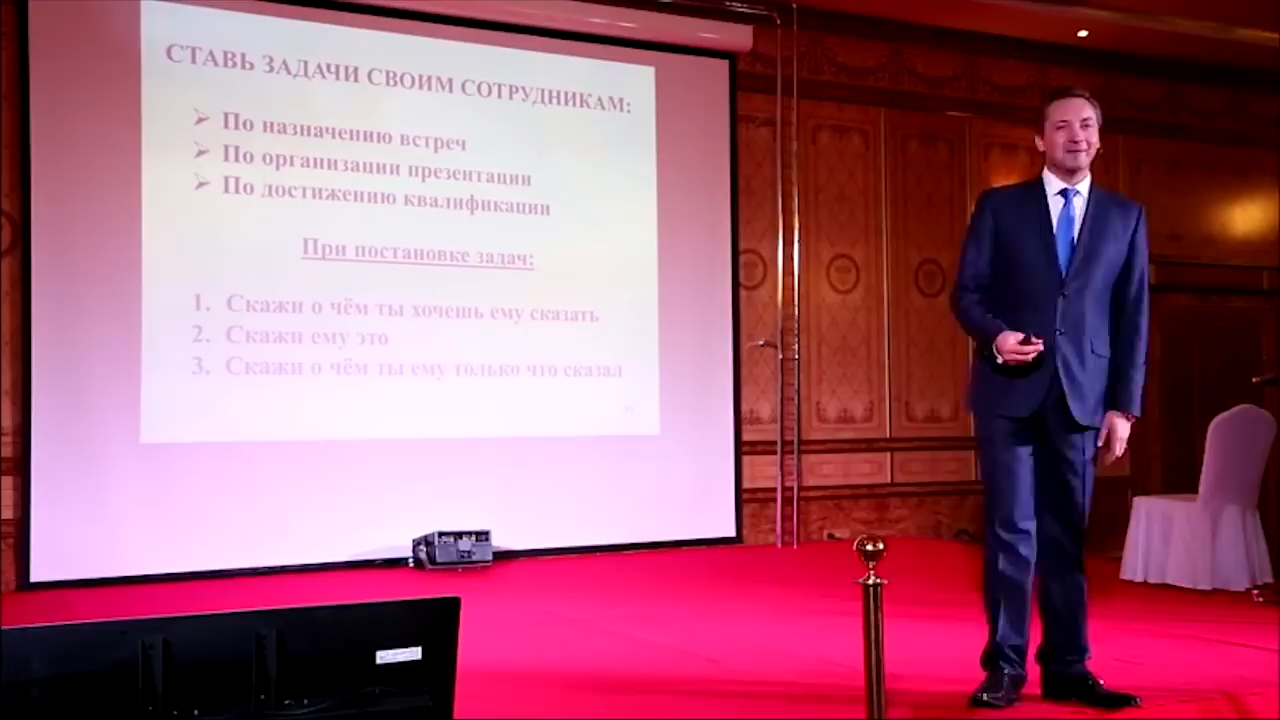 СТАВЬ ЗАДАЧИ СВОИМ СОТРУДНИКАМ:
➢ По назначению встреч
➢ По организации презентации
➢ По достижению квалификации
При постановке задач:
1. Скажи о чём ты хочешь ему сказать
2. Скажи ему это
3. Скажи о чём ты ему только что сказал